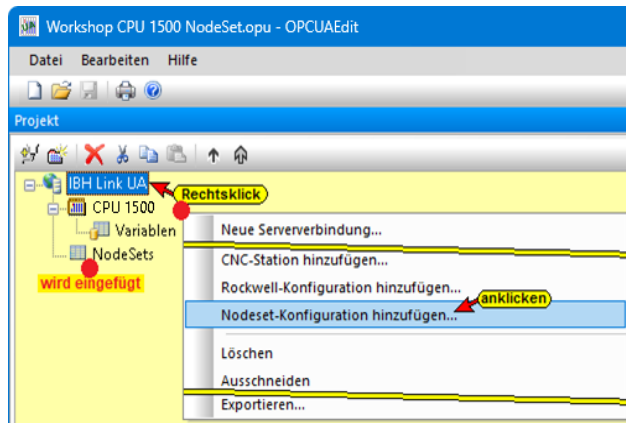 Workshop CPU 1500 NodeSet.opu - OPCUAEdit
Datei Bearbeiten Hilfe
Projekt
IBH Link UA
Rechtsklick
CPU 1500
Variablen
NodeSets
wird eingefügt
Neue Serververbindung...
CNC-Station hinzufügen...
Rockwell-Konfiguration hinzufügen...
anklicken
Nodeset-Konfiguration hinzufügen...
Löschen
Ausschneiden
Exportieren...